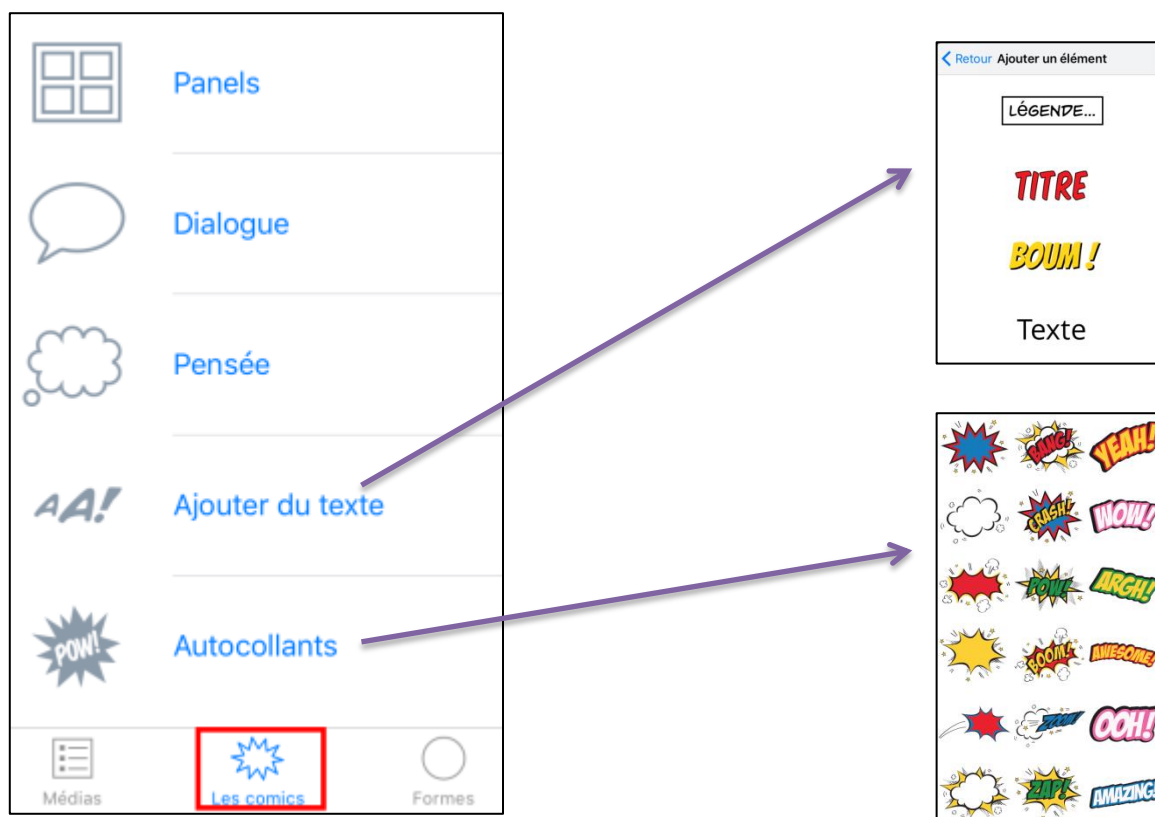 Panels
Dialogue
Pensée
AA! Ajouter du texte
POW! Autocollants
Médias Les comics Formes
Retour Ajouter un élément
LÉGENDE...
TITRE
BOUM !
Texte
BANG! YEAH!
CRASH! WOW!
POW! ARGH!
BOOM! AWESOME!
ZOOM! OOH!
ZAP! AMAZING!